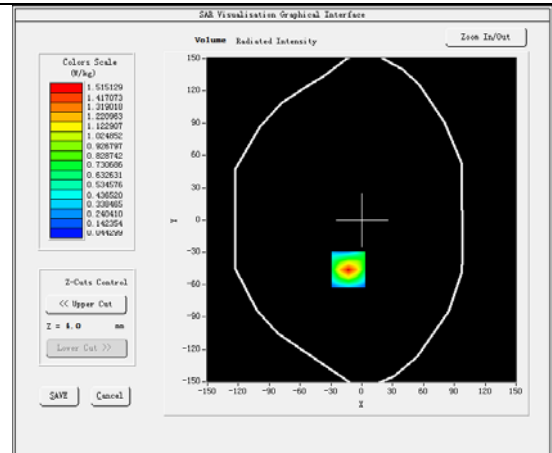 SAR Visualisation Graphical Interface
Volume Radiated Intensity
Zoom In/Out
Colors Scale
(W/kg)
1.515129
1.417073
1.319018
1.220963
1.122907
1.024852
0.926797
0.828742
0.730686
0.632631
0.534576
0.436520
0.338465
0.240410
0.142354
0.044299
Z-Cuts Control
<< Upper Cut
Z = 4.0 mm
Lower Cut >>
SAVE
Cancel
150
120
90
60
30
0
-30
-60
-90
-120
-150
Y
-150 -120 -90 -60 -30 0 30 60 90 120 150
X